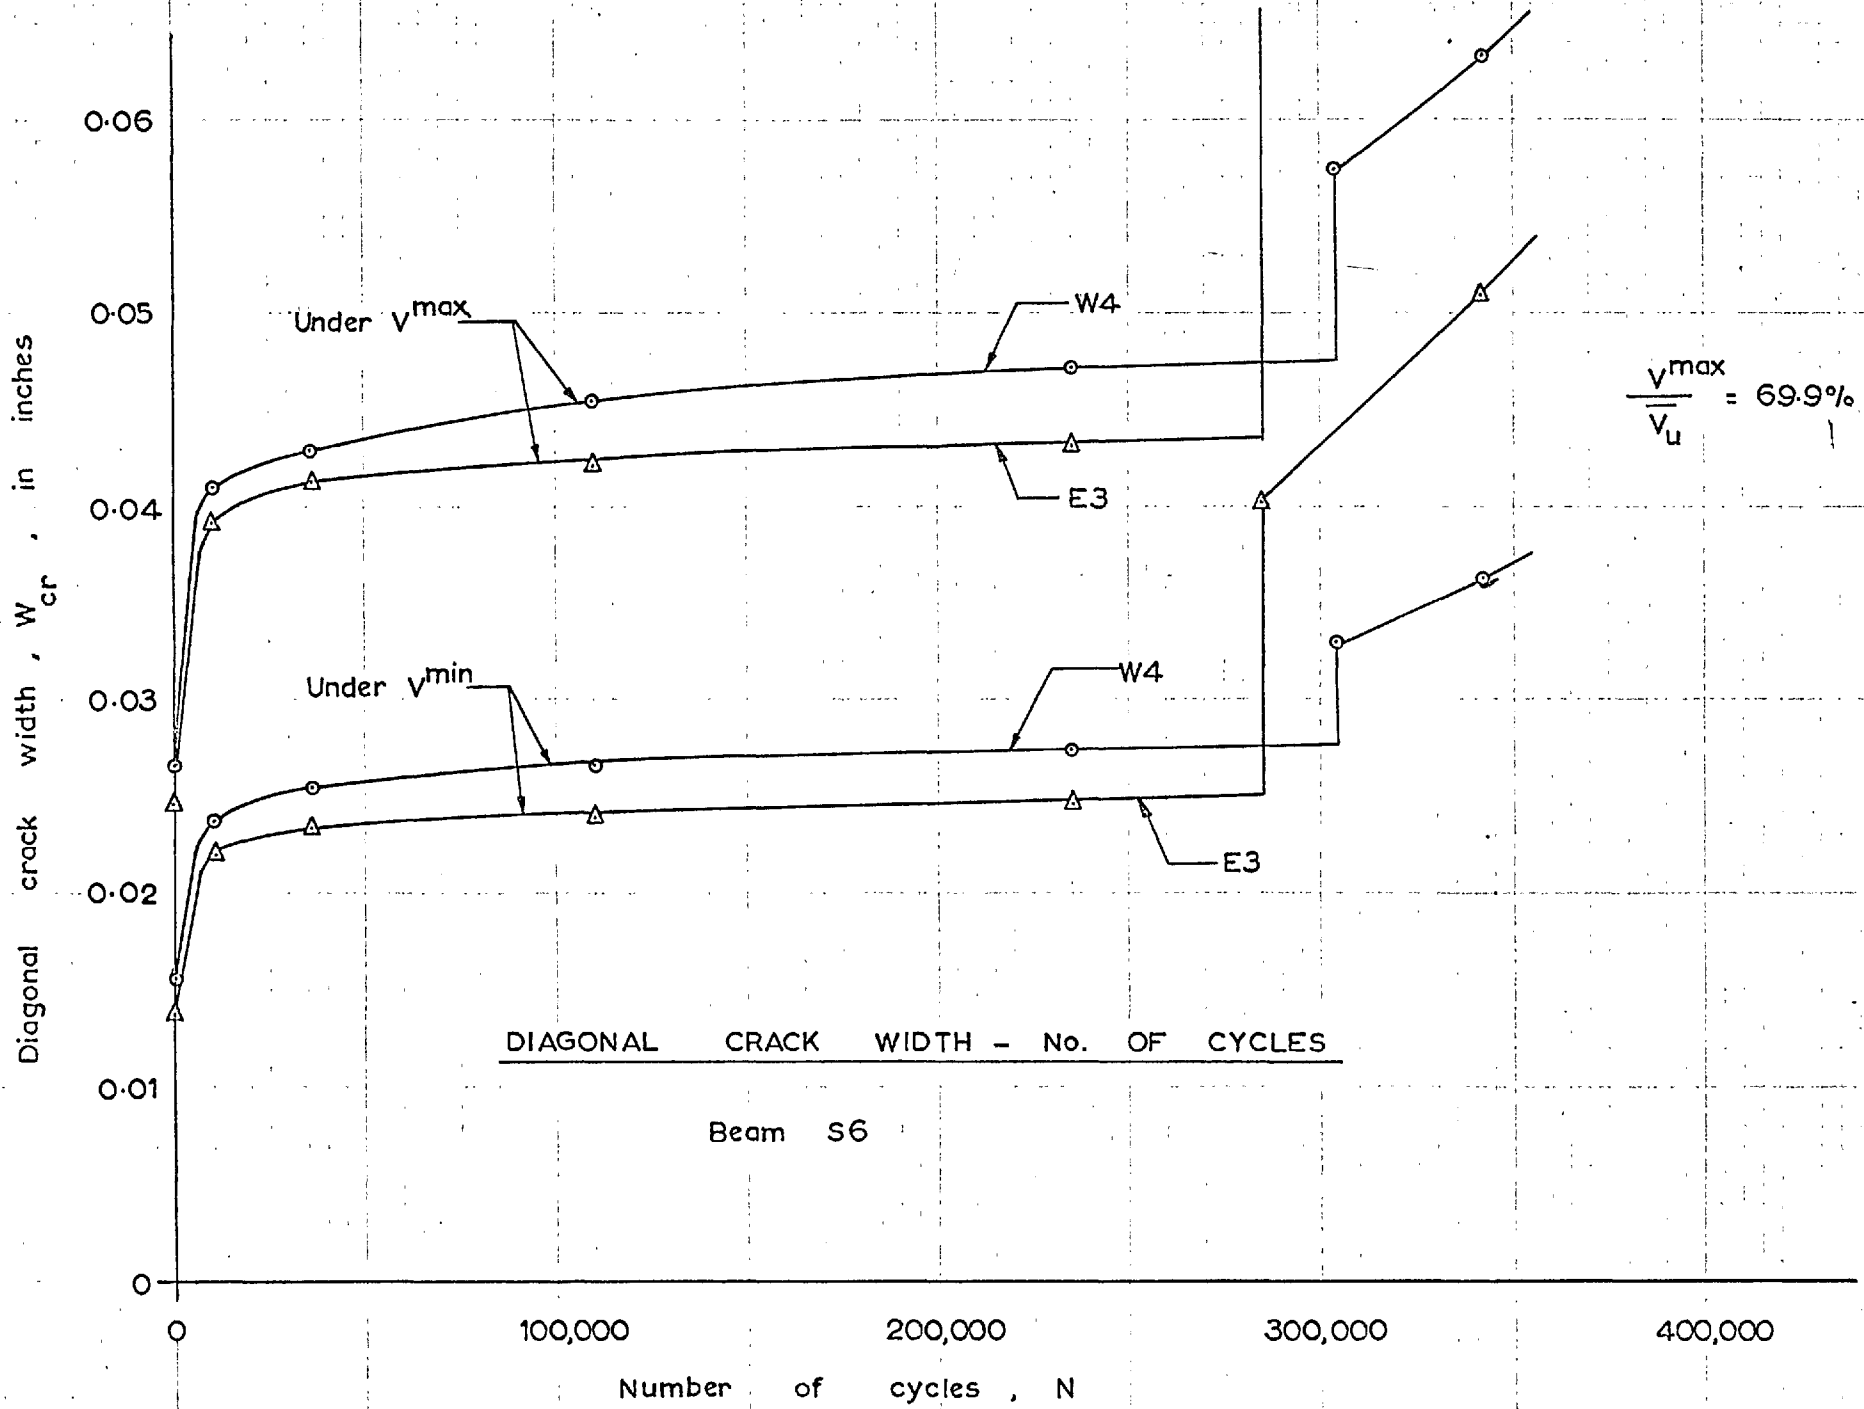 0·06
0·05
0·04
0·03
0·02
0·01
0
Diagonal crack width , Wcr , in inches
Under Vmax
W4
E3
Vmax / V̅u = 69·9%
Under Vmin
W4
E3
DIAGONAL CRACK WIDTH – No. OF CYCLES
Beam S6
0 100,000 200,000 300,000 400,000
Number of cycles , N